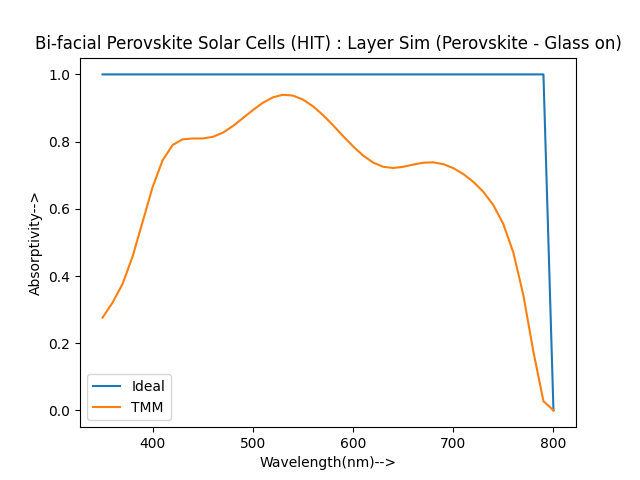 Bi-facial Perovskite Solar Cells (HIT) : Layer Sim (Perovskite - Glass on)
1.0
0.8
0.6
0.4
0.2
0.0
Absorptivity-->
Ideal
TMM
400
500
600
700
800
Wavelength(nm)-->